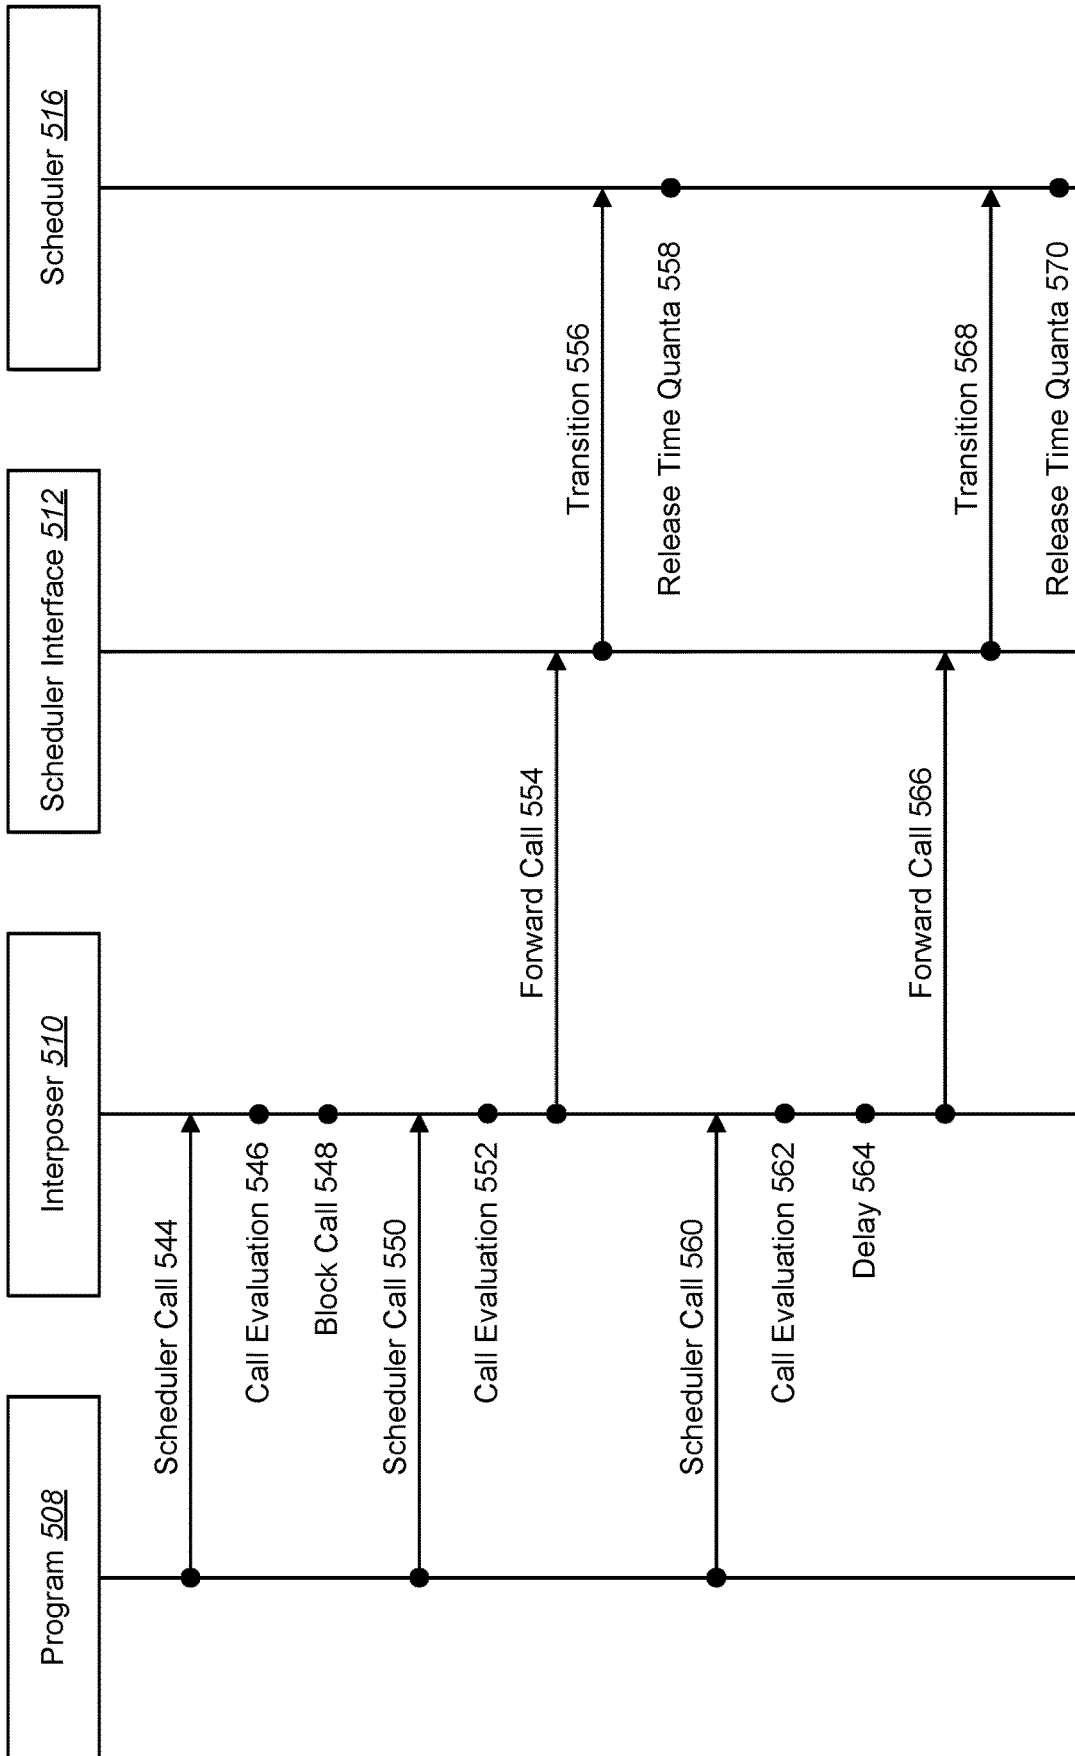 Program 508
Interposer 510
Scheduler Interface 512
Scheduler 516
Scheduler Call 544
Call Evaluation 546
Block Call 548
Scheduler Call 550
Call Evaluation 552
Forward Call 554
Transition 556
Release Time Quanta 558
Scheduler Call 560
Call Evaluation 562
Delay 564
Forward Call 566
Transition 568
Release Time Quanta 570